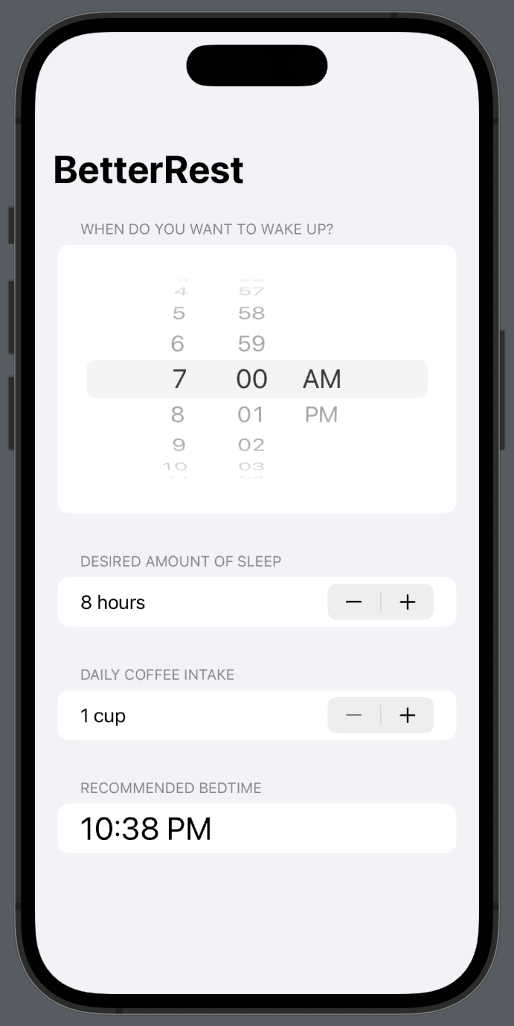 BetterRest
WHEN DO YOU WANT TO WAKE UP?
4 57
5 58
6 59
7 00 AM
8 01 PM
9 02
10 03
DESIRED AMOUNT OF SLEEP
8 hours − +
DAILY COFFEE INTAKE
1 cup − +
RECOMMENDED BEDTIME
10:38 PM